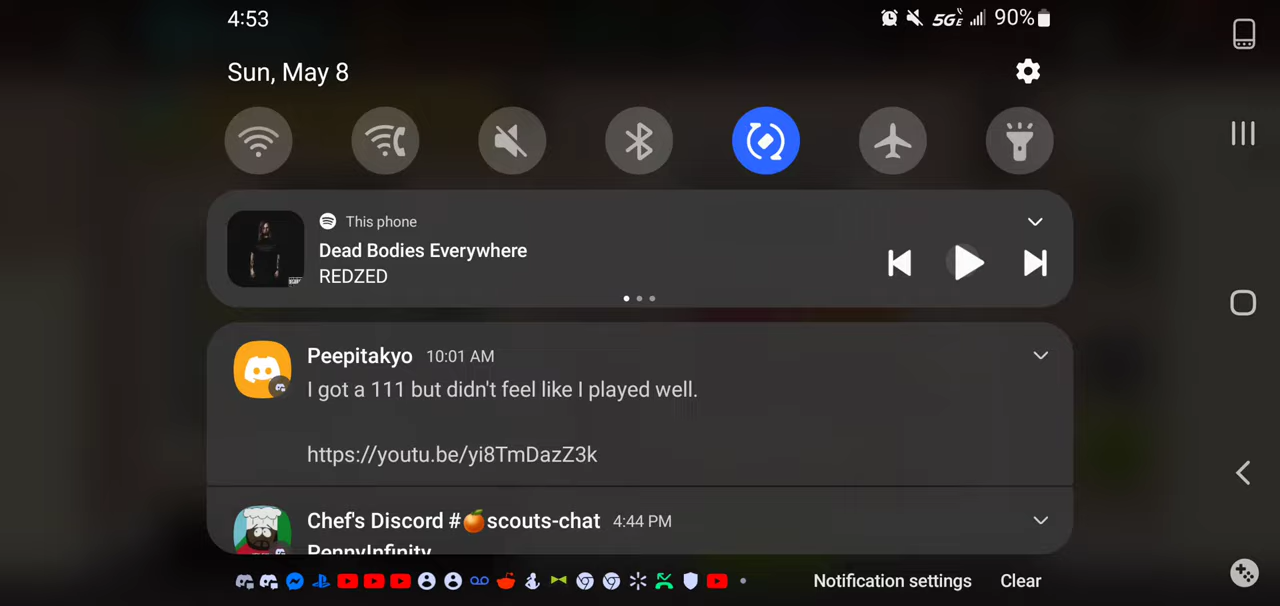 4:53
5GE 90%
Sun, May 8
This phone
Dead Bodies Everywhere
REDZED
Peepitakyo 10:01 AM
I got a 111 but didn't feel like I played well.
https://youtu.be/yi8TmDazZ3k
Chef's Discord #🍊scouts-chat 4:44 PM
PennyInfinity
Notification settings Clear